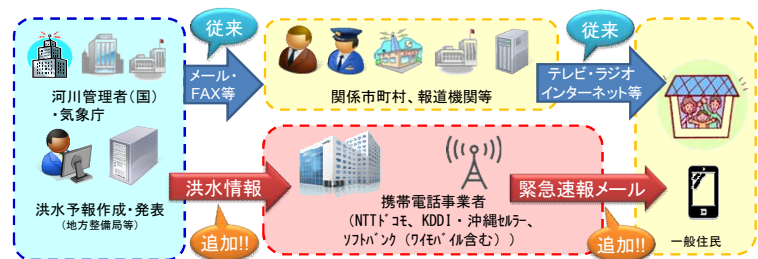 従来
従来
メール・
FAX等
テレビ・ラジオ
インターネット等
河川管理者(国)
・気象庁
関係市町村、報道機関等
洪水予報作成・発表
(地方整備局等)
洪水情報
追加!!
携帯電話事業者
(NTTﾄﾞｺﾓ、KDDI・沖縄ｾﾙﾗｰ、
ｿﾌﾄﾊﾞﾝｸ(ﾜｲﾓﾊﾞｲﾙ含む))
緊急速報メール
追加!!
一般住民